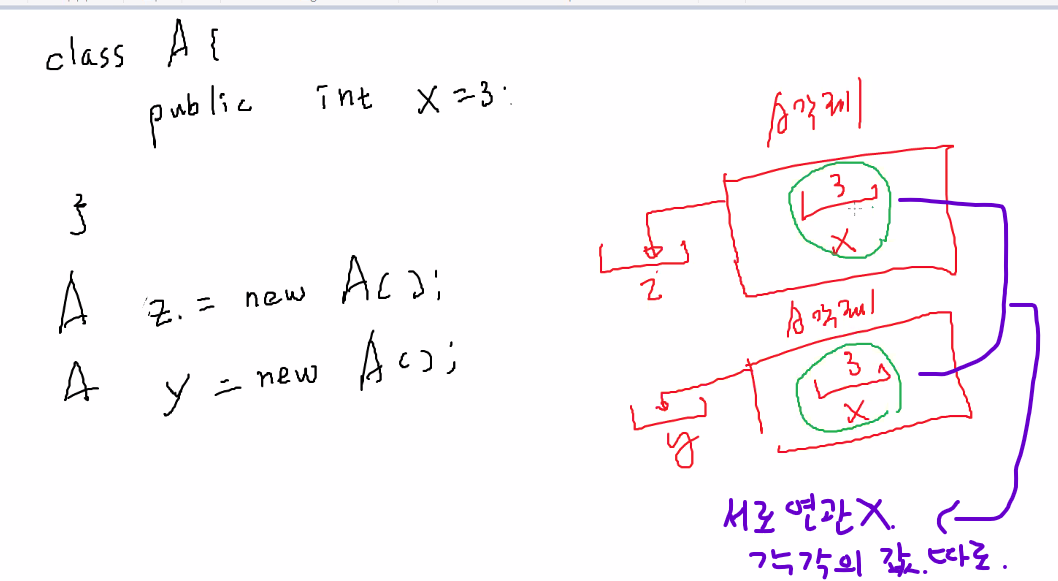 class A {
public int x = 3;
}
A z. = new A();
A y = new A();
A객체
3
x
z
A객체
3
x
y
서로 연관 X.
각각의 값. 따로.